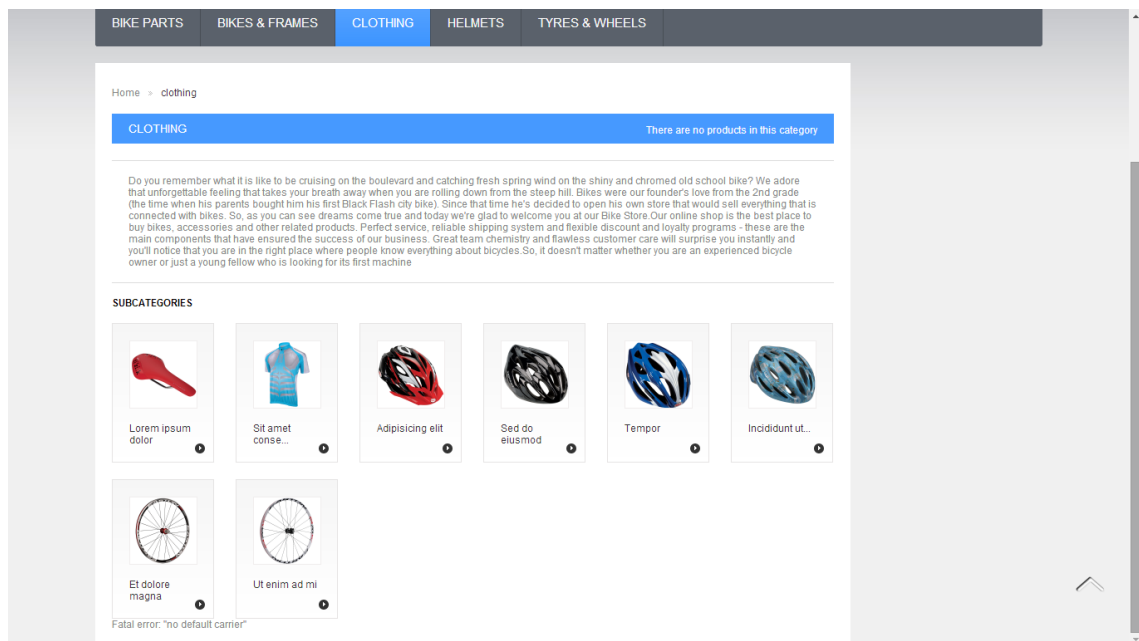 BIKE PARTS BIKES & FRAMES CLOTHING HELMETS TYRES & WHEELS
Home » clothing
CLOTHING There are no products in this category
Do you remember what it is like to be cruising on the boulevard and catching fresh spring wind on the shiny and chromed old school bike? We adore
that unforgettable feeling that takes your breath away when you are rolling down from the steep hill. Bikes were our founder's love from the 2nd grade
(the time when his parents bought him his first Black Flash city bike). Since that time he's decided to open his own store that would sell everything that is
connected with bikes. So, as you can see dreams come true and today we're glad to welcome you at our Bike Store.Our online shop is the best place to
buy bikes, accessories and other related products. Perfect service, reliable shipping system and flexible discount and loyalty programs - these are the
main components that have ensured the success of our business. Great team chemistry and flawless customer care will surprise you instantly and
you'll notice that you are in the right place where people know everything about bicycles.So, it doesn't matter whether you are an experienced bicycle
owner or just a young fellow who is looking for its first machine
SUBCATEGORIES
Lorem ipsum
dolor
Sit amet
conse...
Adipisicing elit
Sed do
eiusmod
Tempor
Incididunt ut...
Et dolore
magna
Ut enim ad mi
Fatal error: "no default carrier"